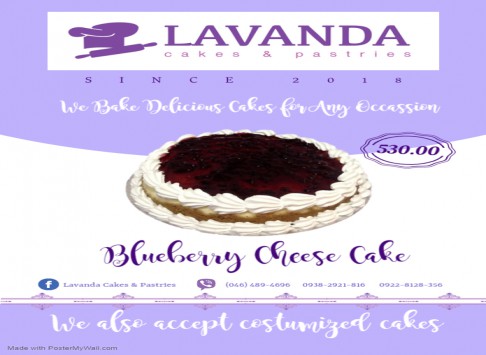 LAVANDA
cakes & pastries
SINCE 2018
We Bake Delicious Cakes for Any Occassion
530.00
Blueberry Cheese Cake
Lavanda Cakes & Pastries (046) 489-4696 0938-2921-816 0922-8128-356
We also accept costumized cakes
Made with PosterMyWall.com